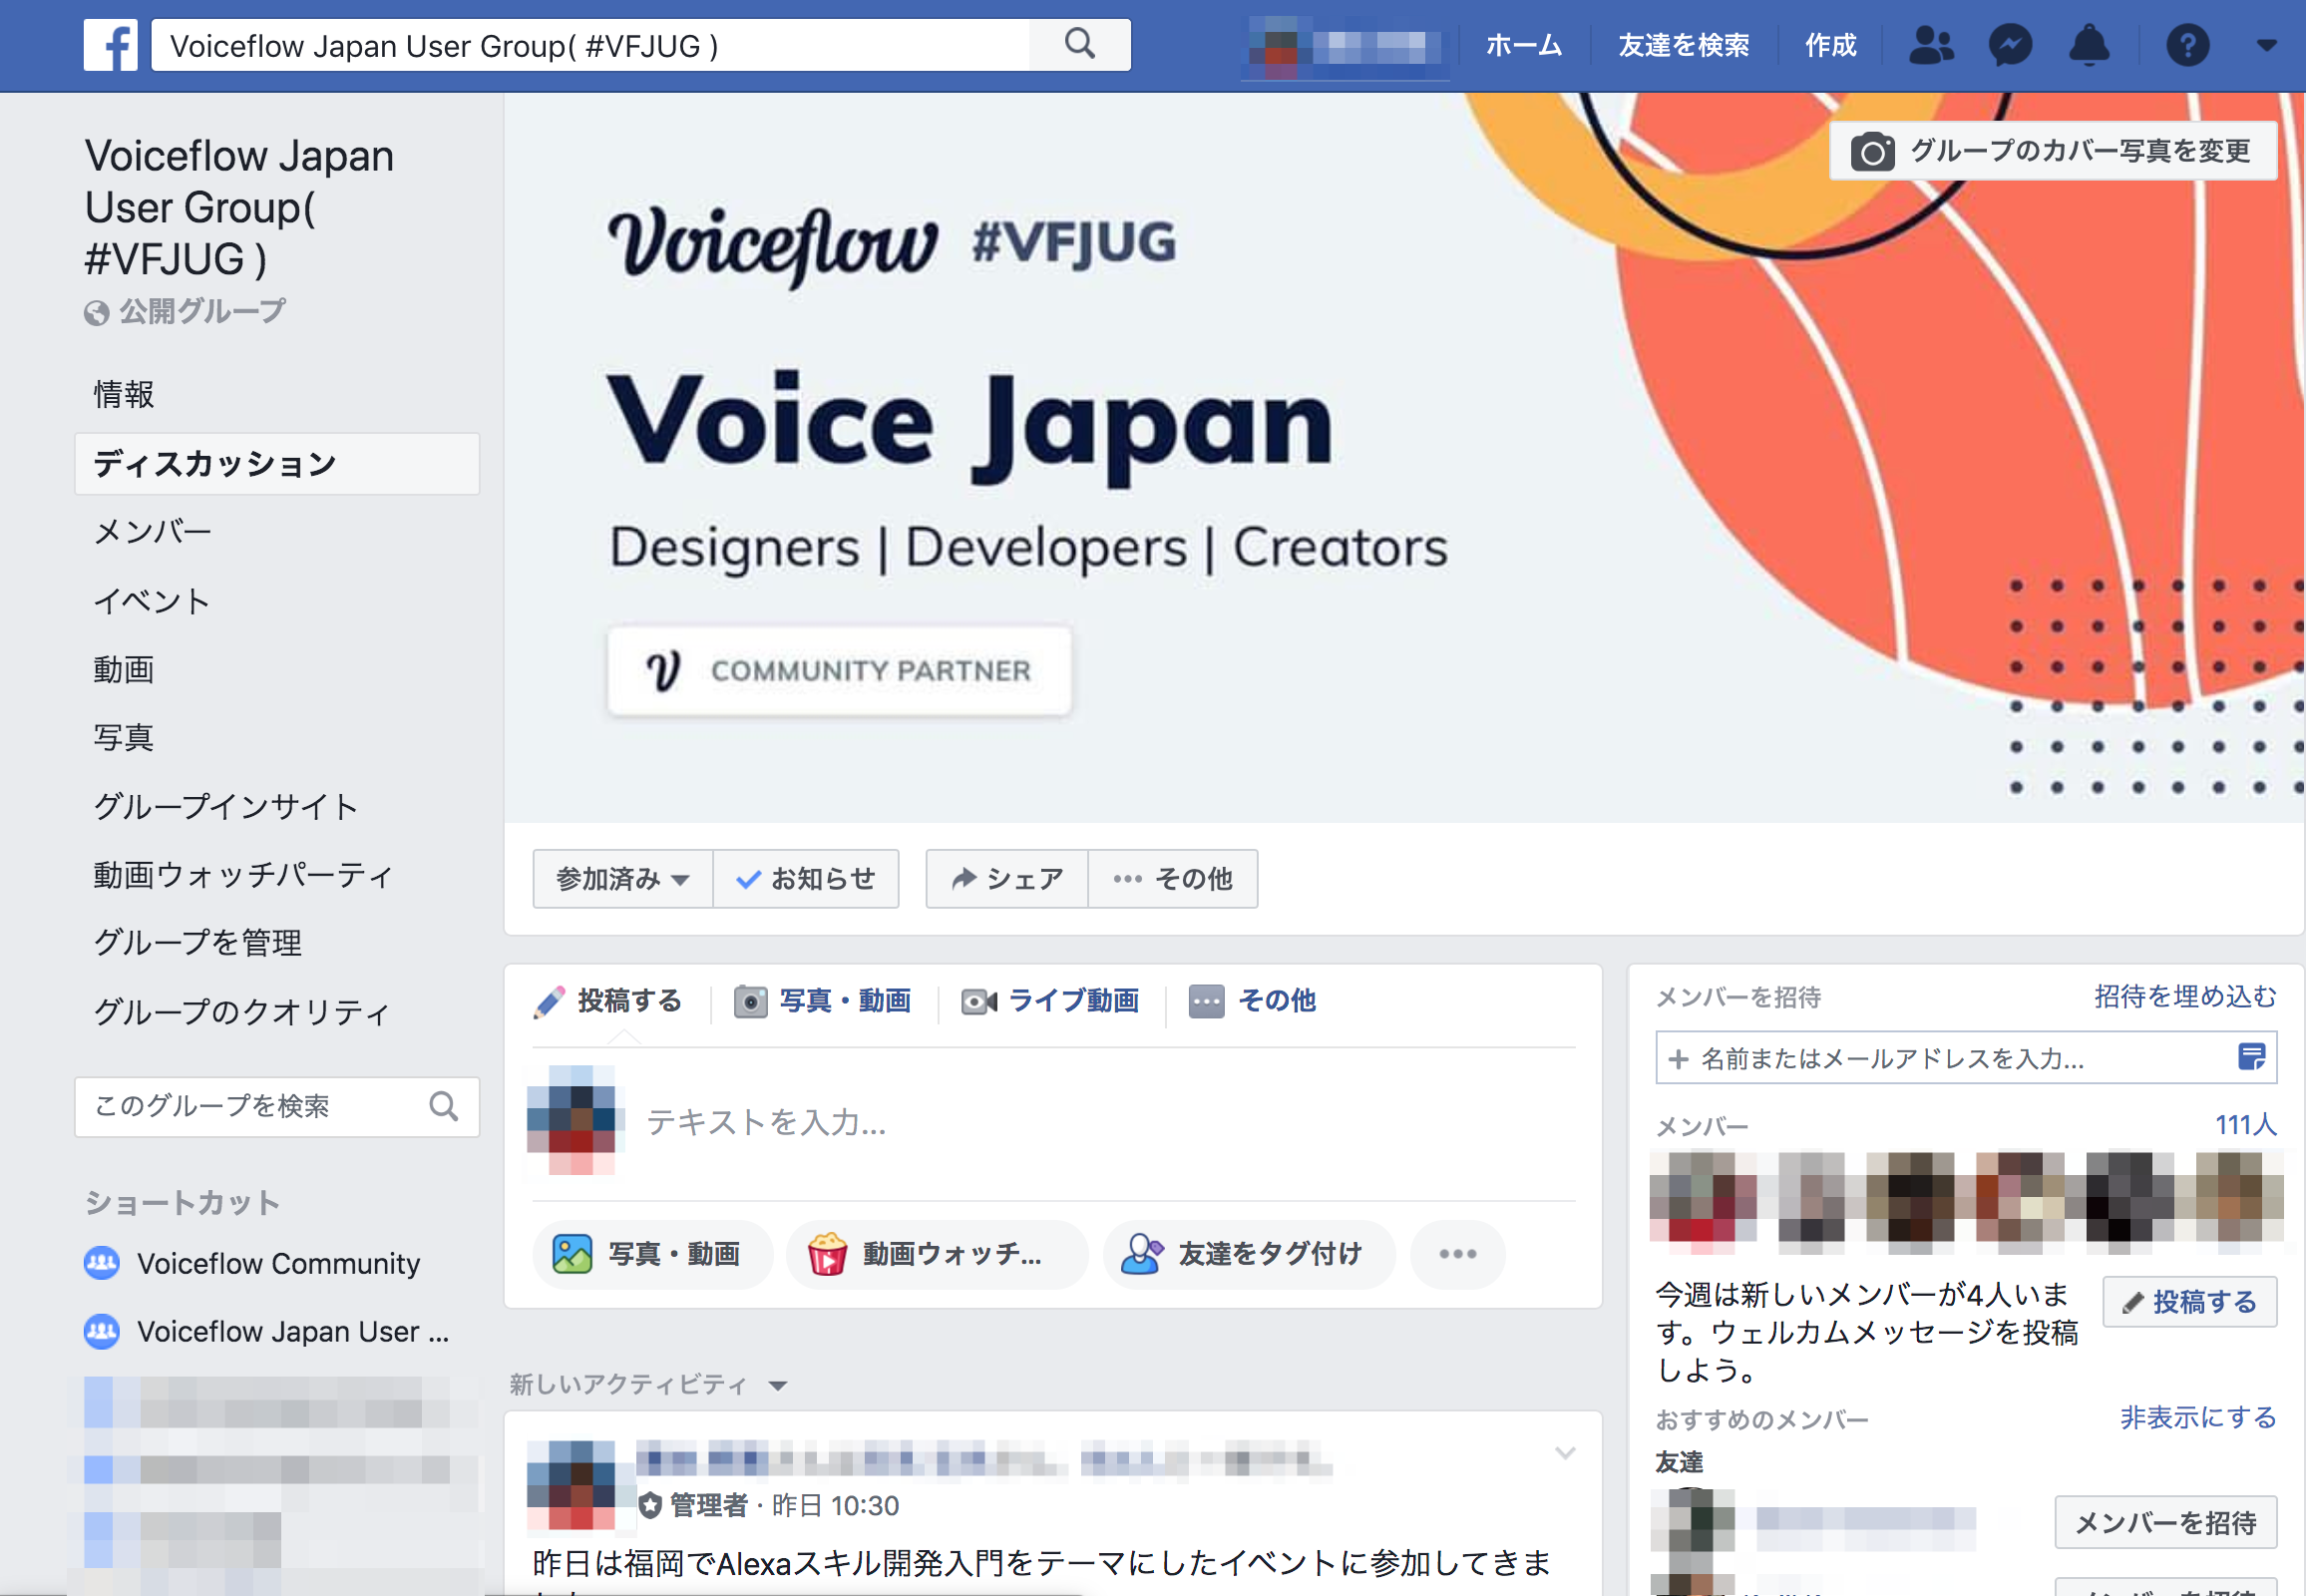 Voiceflow Japan User Group( #VFJUG )
ホーム
友達を検索
作成
Voiceflow Japan
User Group(
#VFJUG )
公開グループ
情報
ディスカッション
メンバー
イベント
動画
写真
グループインサイト
動画ウォッチパーティ
グループを管理
グループのクオリティ
このグループを検索
ショートカット
Voiceflow Community
Voiceflow Japan User ...
グループのカバー写真を変更
Voiceflow #VFJUG
Voice Japan
Designers | Developers | Creators
COMMUNITY PARTNER
参加済み
お知らせ
シェア
その他
投稿する
写真・動画
ライブ動画
その他
テキストを入力...
写真・動画
動画ウォッチ...
友達をタグ付け
新しいアクティビティ
管理者 · 昨日 10:30
昨日は福岡でAlexaスキル開発入門をテーマにしたイベントに参加してきま
メンバーを招待
招待を埋め込む
+ 名前またはメールアドレスを入力...
メンバー
111人
今週は新しいメンバーが4人いま
す。ウェルカムメッセージを投稿
しよう。
投稿する
おすすめのメンバー
非表示にする
友達
メンバーを招待